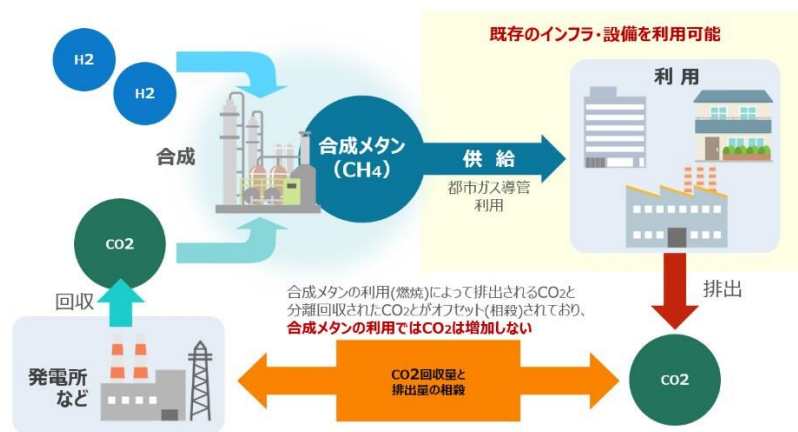 既存のインフラ・設備を利用可能
H2
H2
合成
合成メタン
（CH4）
供 給
都市ガス導管
利用
利 用
CO2
回収
発電所
など
合成メタンの利用(燃焼)によって排出されるCO2と
分離回収されたCO2とがオフセット(相殺)されており、
合成メタンの利用ではCO2は増加しない
CO2回収量と
排出量の相殺
排出
CO2